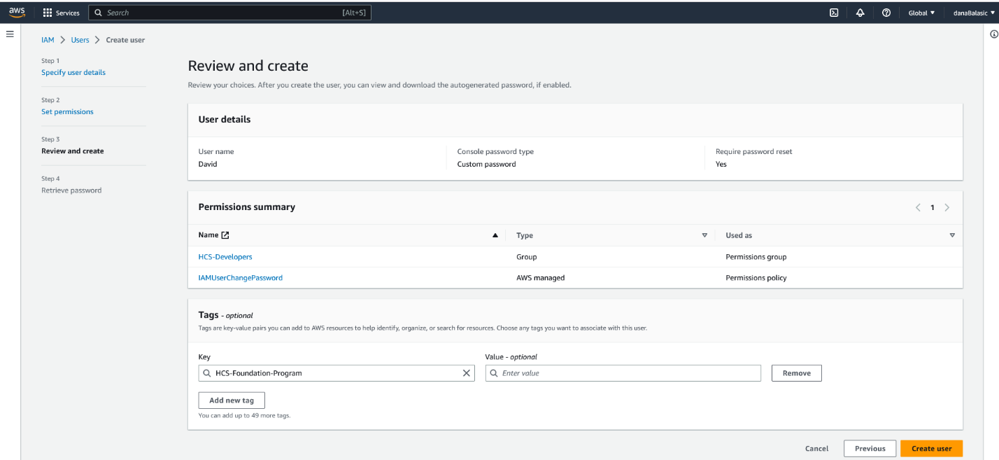 aws Services Search [Alt+S] Global danaBalasic
IAM Users Create user
Step 1
Specify user details
Step 2
Set permissions
Step 3
Review and create
Step 4
Retrieve password
Review and create
Review your choices. After you create the user, you can view and download the autogenerated password, if enabled.
User details
User name Console password type Require password reset
David Custom password Yes
Permissions summary 1
Name Type Used as
HCS-Developers Group Permissions group
IAMUserChangePassword AWS managed Permissions policy
Tags - optional
Tags are key-value pairs you can add to AWS resources to help identify, organize, or search for resources. Choose any tags you want to associate with this user.
Key Value - optional
HCS-Foundation-Program Enter value Remove
Add new tag
You can add up to 49 more tags.
Cancel Previous Create user